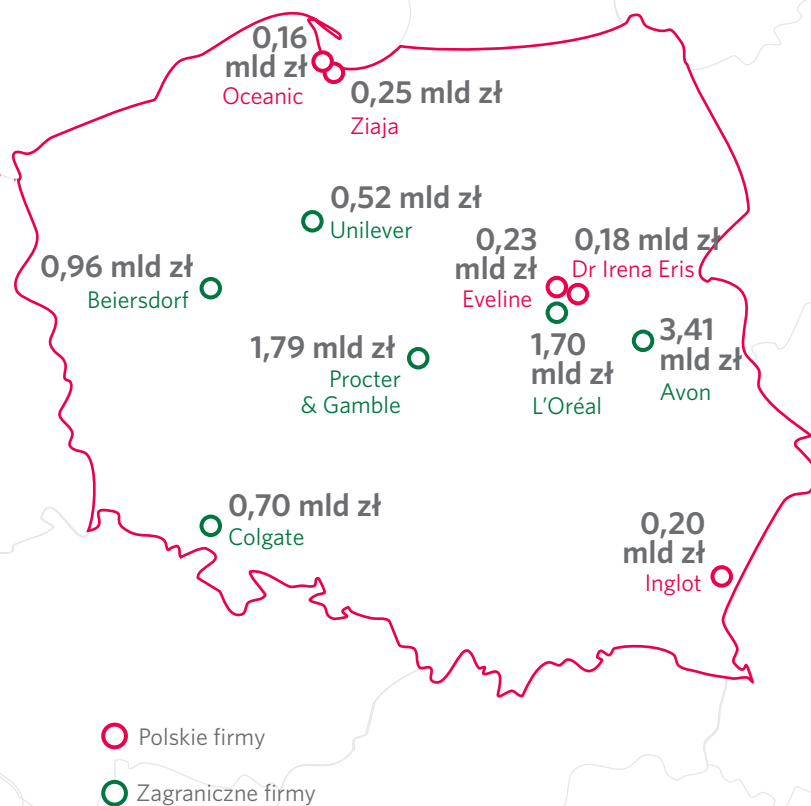 0,16
mld zł
Oceanic
0,25 mld zł
Ziaja
0,52 mld zł
Unilever
0,96 mld zł
Beiersdorf
0,23
mld zł
Eveline
0,18 mld zł
Dr Irena Eris
1,79 mld zł
Procter
& Gamble
1,70
mld zł
L’Oréal
3,41
mld zł
Avon
0,70 mld zł
Colgate
0,20
mld zł
Inglot
Polskie firmy
Zagraniczne firmy